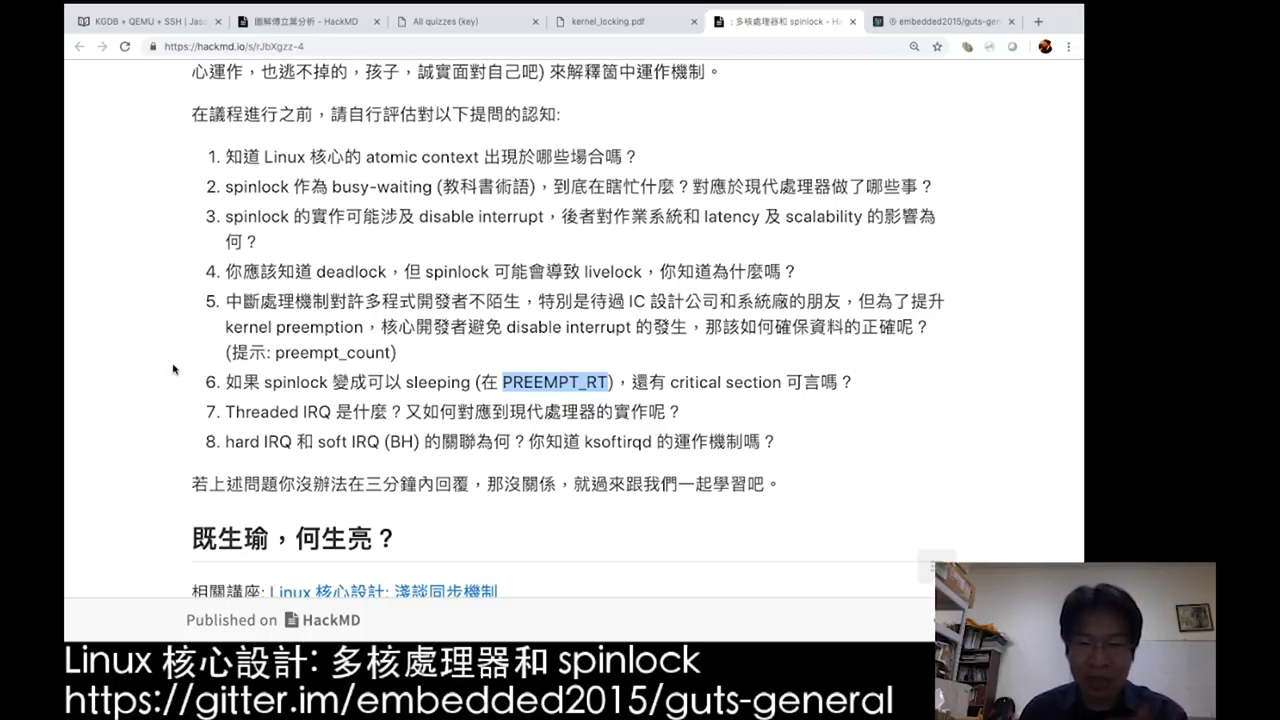 KGDB + QEMU + SSH | Jaso
圖解傅立葉分析 - HackMD
All quizzes (key)
kernel_locking.pdf
: 多核處理器和 spinlock - Ha
embedded2015/guts-gener
https://hackmd.io/s/rJbXgzz-4
心運作，也逃不掉的，孩子，誠實面對自己吧) 來解釋箇中運作機制。
在議程進行之前，請自行評估對以下提問的認知:
1. 知道 Linux 核心的 atomic context 出現於哪些場合嗎？
2. spinlock 作為 busy-waiting (教科書術語)，到底在瞎忙什麼？對應於現代處理器做了哪些事？
3. spinlock 的實作可能涉及 disable interrupt，後者對作業系統和 latency 及 scalability 的影響為
何？
4. 你應該知道 deadlock，但 spinlock 可能會導致 livelock，你知道為什麼嗎？
5. 中斷處理機制對許多程式開發者不陌生，特別是待過 IC 設計公司和系統廠的朋友，但為了提升
kernel preemption，核心開發者避免 disable interrupt 的發生，那該如何確保資料的正確呢？
(提示: preempt_count)
6. 如果 spinlock 變成可以 sleeping (在 PREEMPT_RT)，還有 critical section 可言嗎？
7. Threaded IRQ 是什麼？又如何對應到現代處理器的實作呢？
8. hard IRQ 和 soft IRQ (BH) 的關聯為何？你知道 ksoftirqd 的運作機制嗎？
若上述問題你沒辦法在三分鐘內回覆，那沒關係，就過來跟我們一起學習吧。
既生瑜，何生亮？
相關講座: Linux 核心設計: 淺談同步機制
Published on HackMD
Linux 核心設計: 多核處理器和 spinlock
https://gitter.im/embedded2015/guts-general